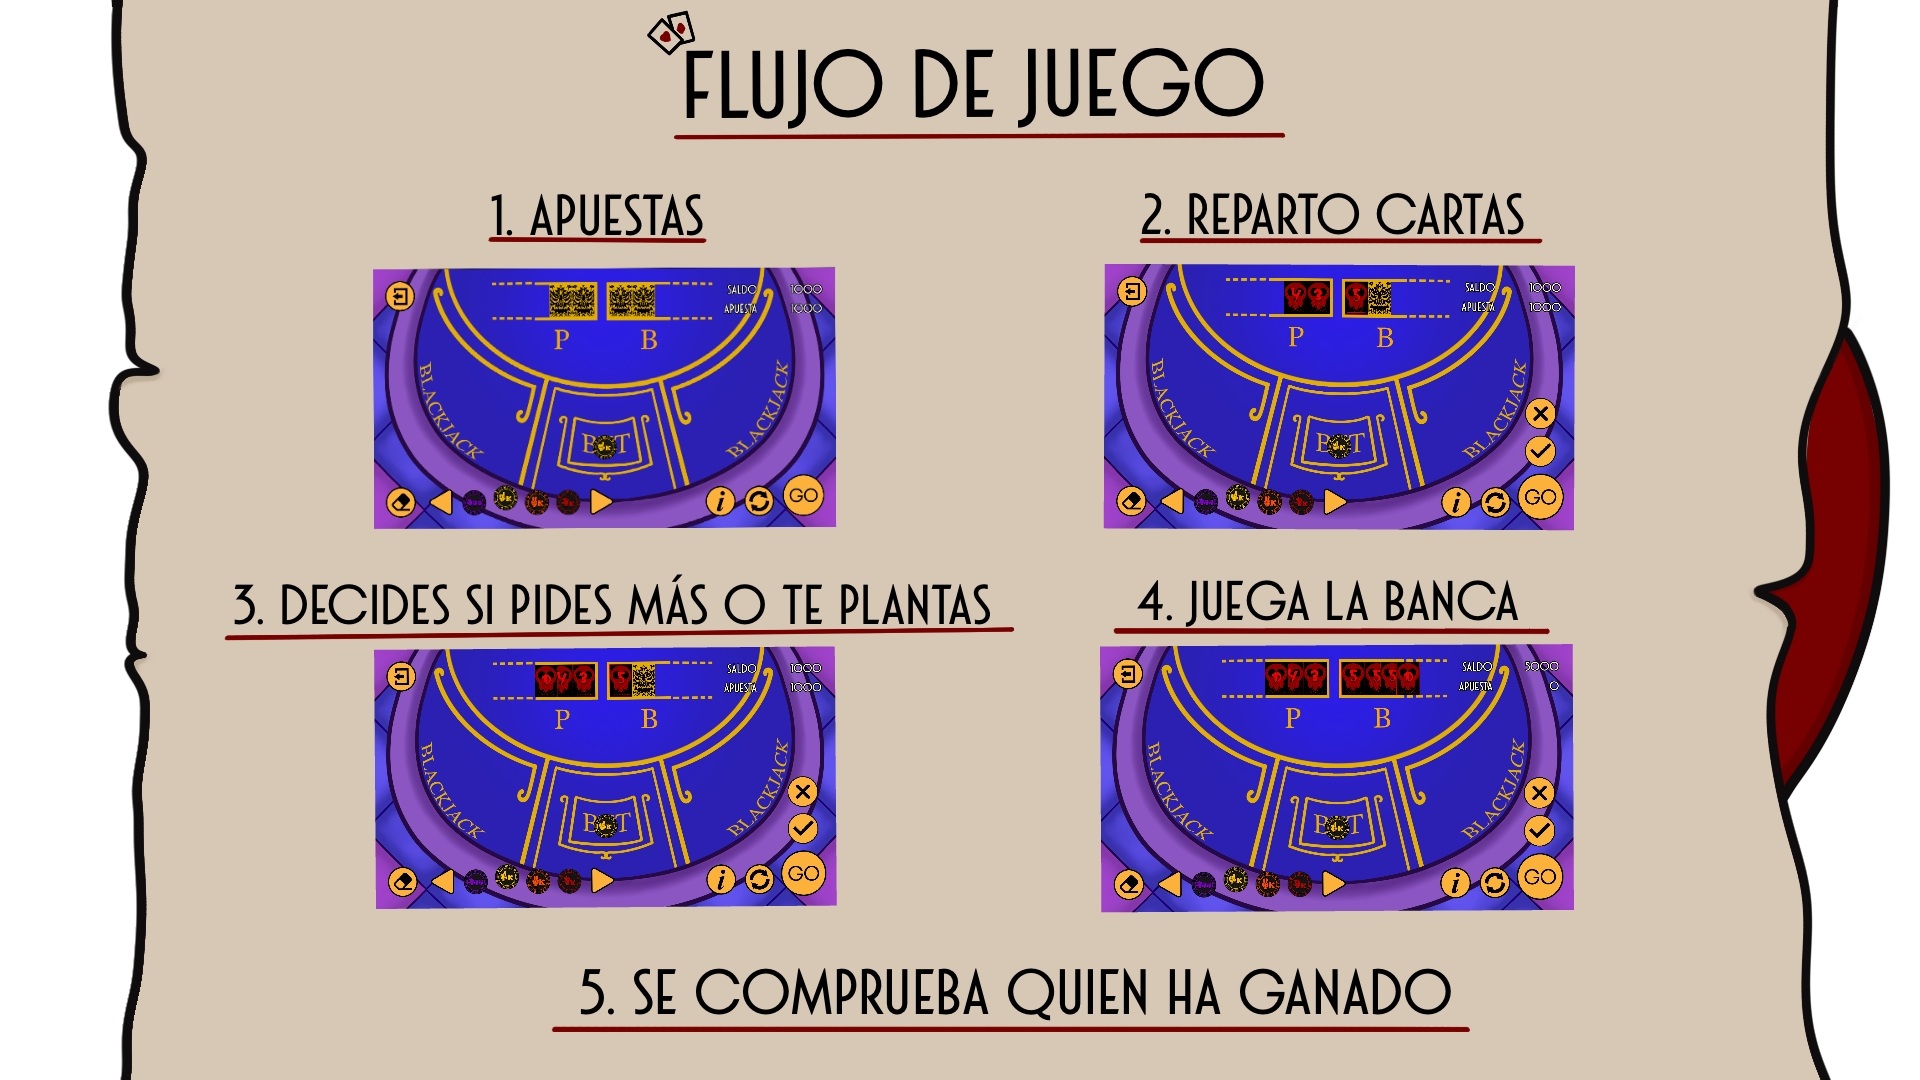 FLUJO DE JUEGO
1. APUESTAS
SALDO 1000
APUESTA 1000
P B
BLACKJACK BLACKJACK
GO
2. REPARTO CARTAS
SALDO 1000
APUESTA 1000
P B
BLACKJACK BLACKJACK
GO
3. DECIDES SI PIDES MÁS O TE PLANTAS
SALDO 1000
APUESTA 1000
P B
BLACKJACK BLACKJACK
GO
4. JUEGA LA BANCA
SALDO 5000
APUESTA 0
P B
BLACKJACK BLACKJACK
GO
5. SE COMPRUEBA QUIEN HA GANADO